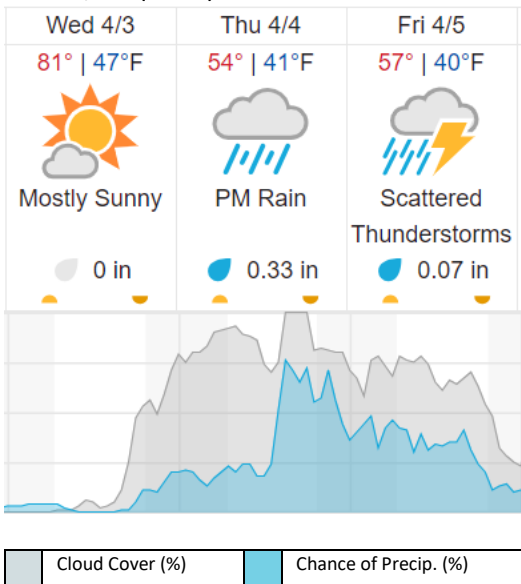 Wed 4/3
Thu 4/4
Fri 4/5
81° | 47°F
54° | 41°F
57° | 40°F
Mostly Sunny
PM Rain
Scattered
Thunderstorms
0 in
0.33 in
0.07 in
Cloud Cover (%)
Chance of Precip. (%)